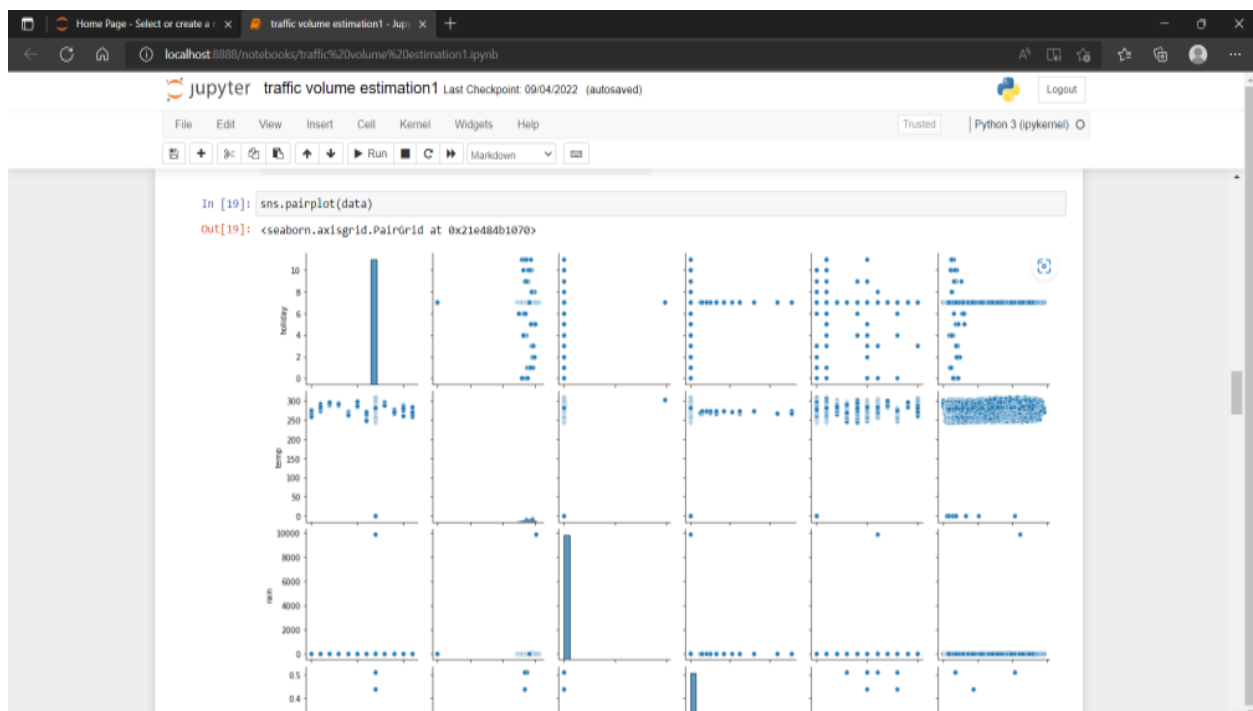 Home Page - Select or create a n
traffic volume estimation1 - Jup
localhost:8888/notebooks/traffic%20volume%20estimation1.ipynb
jupyter traffic volume estimation1 Last Checkpoint: 09/04/2022 (autosaved)
Logout
File Edit View Insert Cell Kernel Widgets Help
Trusted
Python 3 (ipykernel)
Run
Markdown
In [19]: sns.pairplot(data)
Out[19]: <seaborn.axisgrid.PairGrid at 0x21e484b1070>
10
8
6
4
2
0
holiday
300
250
200
150
100
50
0
temp
10000
8000
6000
4000
2000
0
rain
0.5
0.4